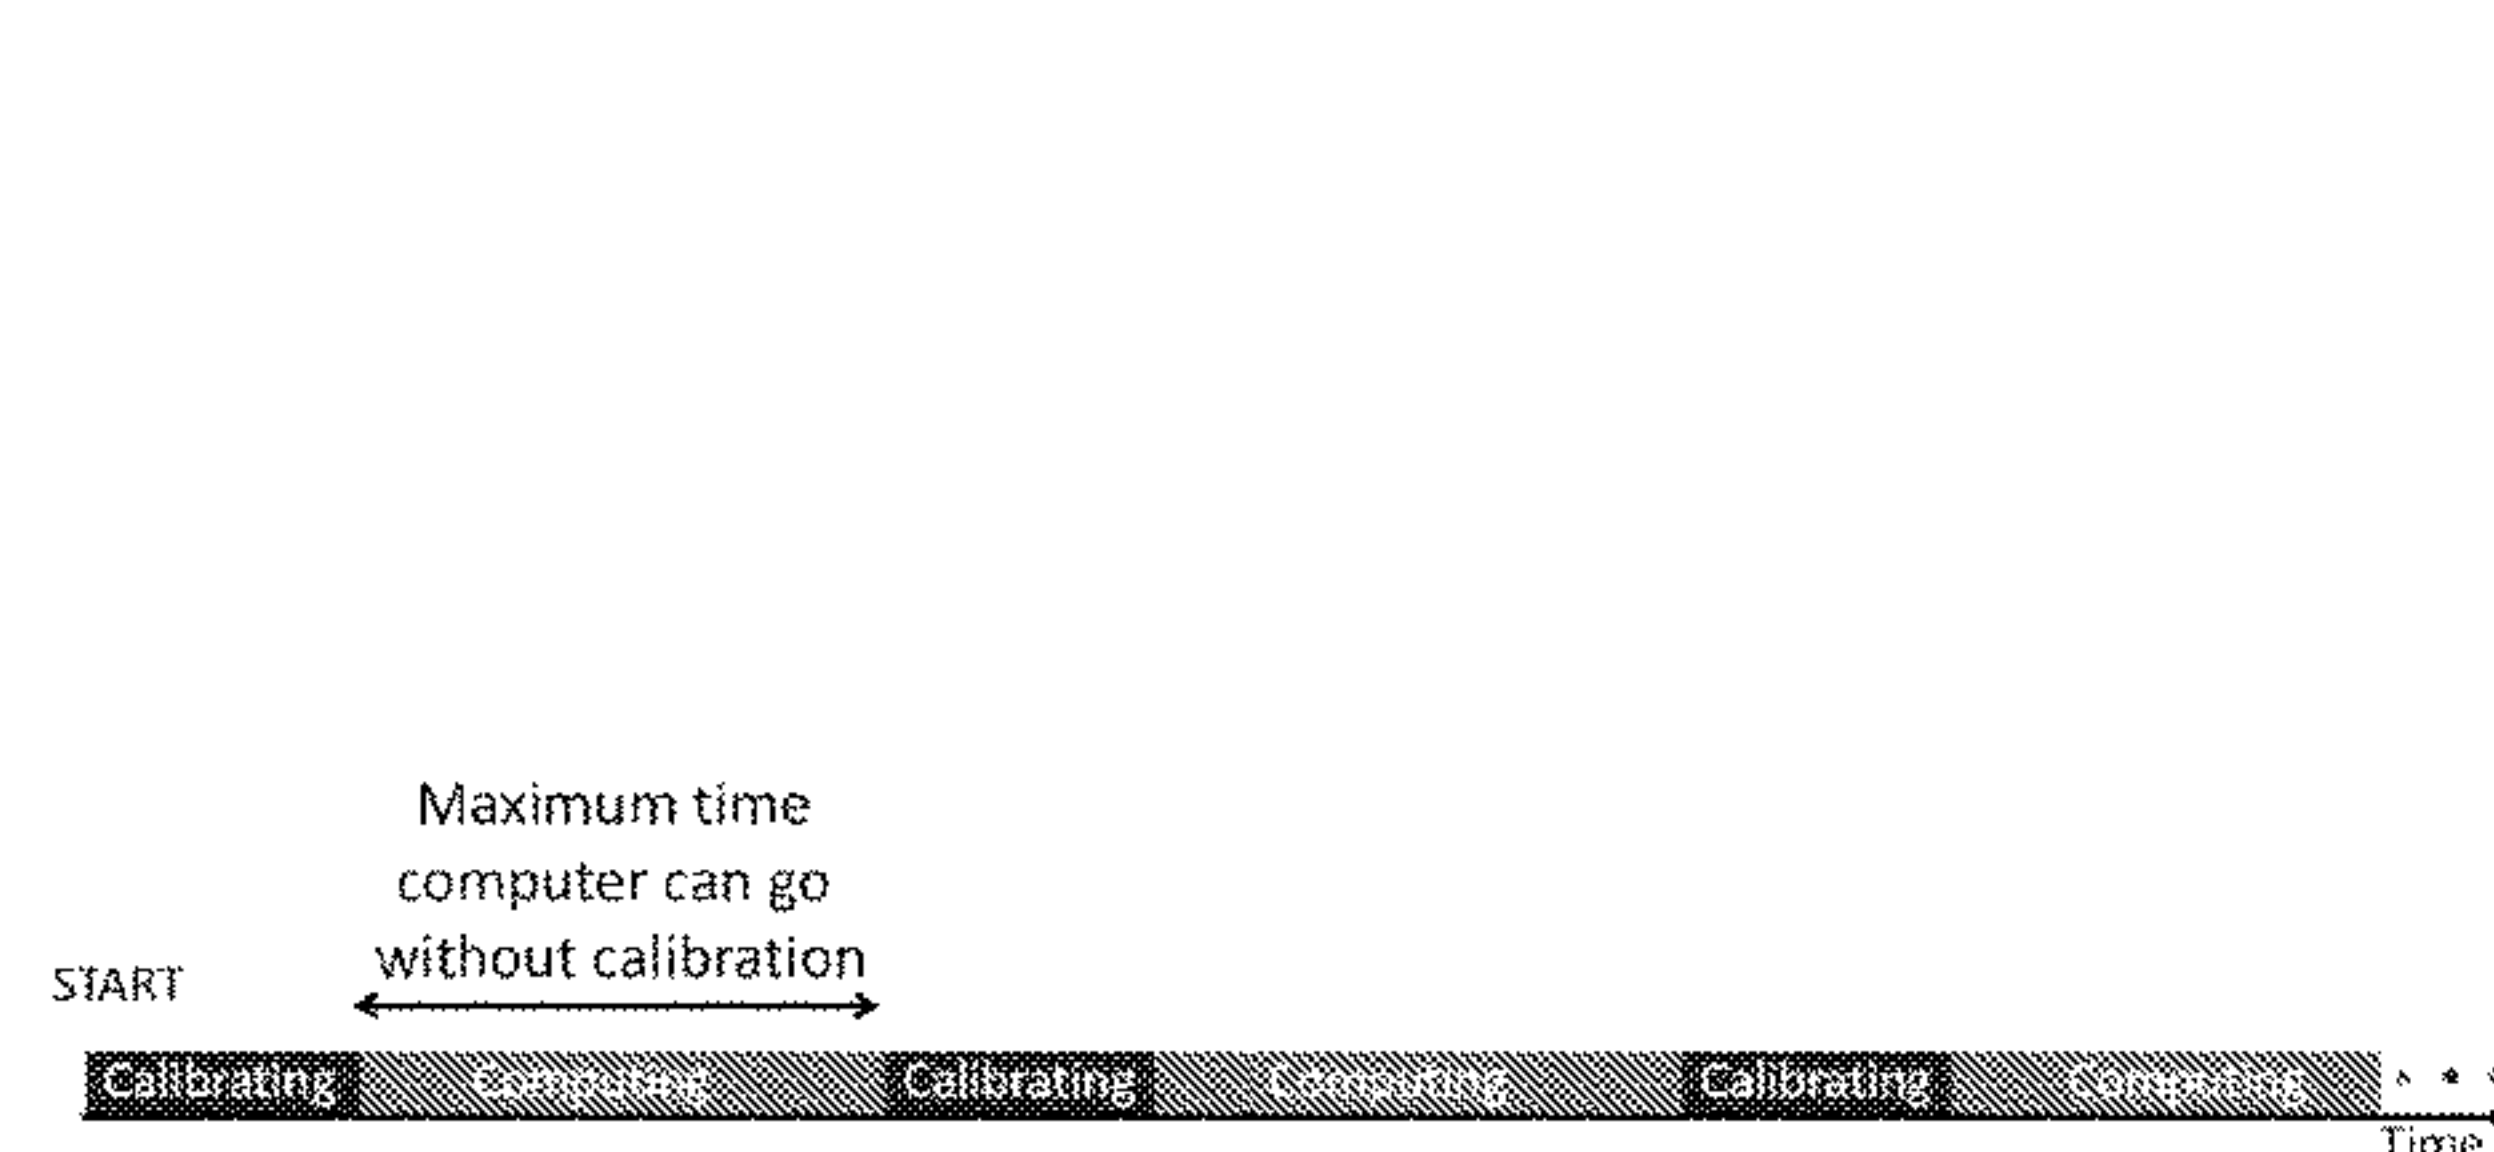 Maximum time
computer can go
without calibration
START
Calibrating Computing Calibrating Computing Calibrating Computing
Time